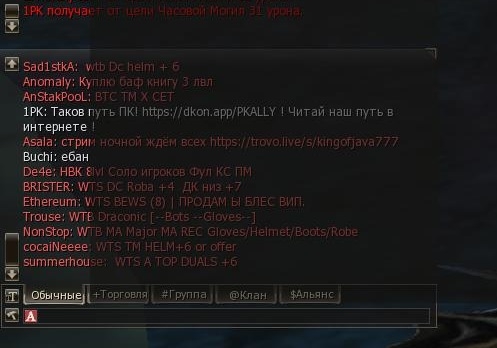 1PK получает от цели Часовой Могил 31 урона.
Sad1stkA: wtb Dc helm + 6
Anomaly: Куплю баф книгу 3 лвл
AnStakPooL: BTC TM X CET
1PK: Таков путь ПК! https://dkon.app/PKALLY ! Читай наш путь в
интернете !
Asala: стрим ночной ждём всех https://trovo.live/s/kingofjava777
Buchi: ебан
De4e: НВК 8lvl Соло игроков Фул КС ПМ
BRISTER: WTS DC Roba +4 ДК низ +7
Ethereum: WTS BEWS (8) | ПРОДАМ Ы БЛЕС ВИП.
Trouse: WTB Draconic [--Bots --Gloves--]
NonStop: WTB MA Major MA REC Gloves/Helmet/Boots/Robe
cocaiNeeee: WTS TM HELM+6 or offer
summerhouse: WTS A TOP DUALS +6
Обычные +Торговля #Группа @Клан $Альянс
A